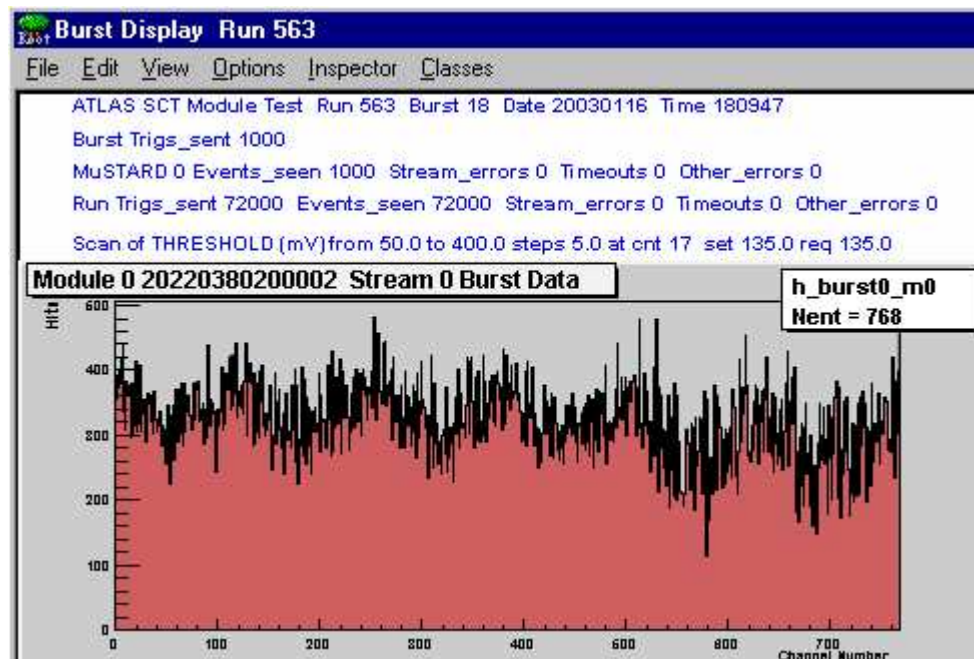 Burst Display Run 563
File Edit View Options Inspector Classes
ATLAS SCT Module Test Run 563 Burst 18 Date 20030116 Time 180947
Burst Trigs_sent 1000
MuSTARD 0 Events_seen 1000 Stream_errors 0 Timeouts 0 Other_errors 0
Run Trigs_sent 72000 Events_seen 72000 Stream_errors 0 Timeouts 0 Other_errors 0
Scan of THRESHOLD (mV)from 50.0 to 400.0 steps 5.0 at cnt 17 set 135.0 req 135.0
Module 0 20220380200002 Stream 0 Burst Data
h_burst0_m0
Nent = 768
Hits
600
400
300
200
100
0
0 100 200 300 400 500 600 700
Channel Number